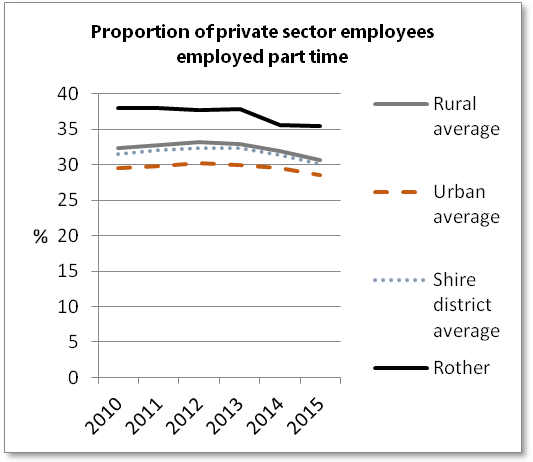 Proportion of private sector employees
employed part time
40
35
30
25
20
15
10
5
0
%
2010
2011
2012
2013
2014
2015
Rural
average
Urban
average
Shire
district
average
Rother